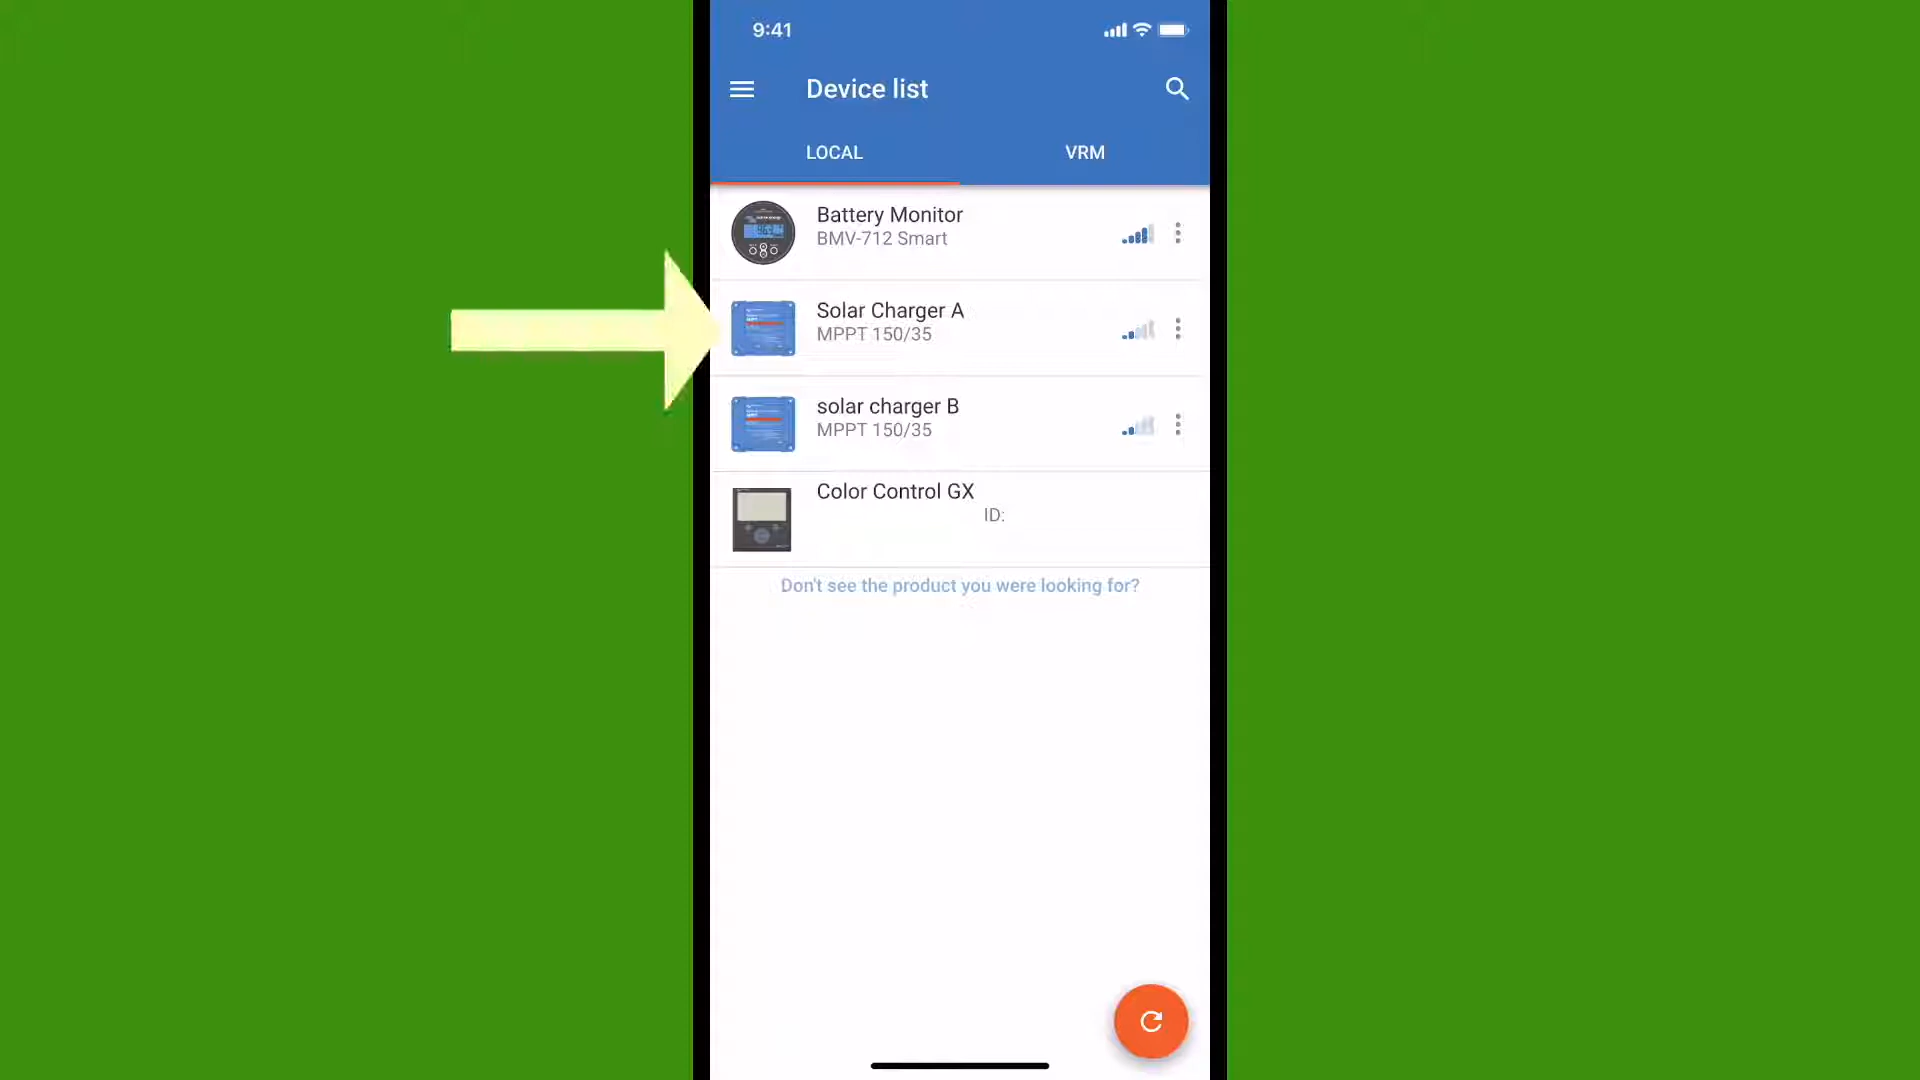 9:41
Device list
LOCAL
VRM
Battery Monitor
BMV-712 Smart
Solar Charger A
MPPT 150/35
solar charger B
MPPT 150/35
Color Control GX
ID:
Don't see the product you were looking for?